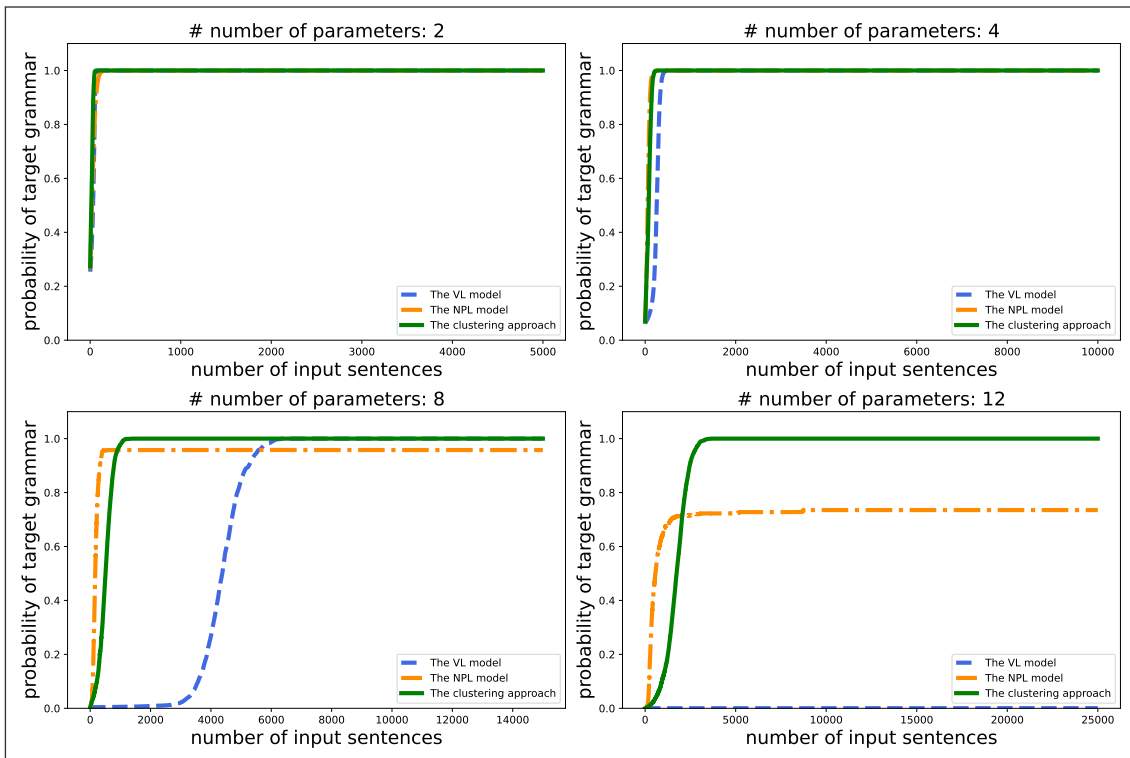 # number of parameters: 2
probability of target grammar
1.0
0.8
0.6
0.4
0.2
0.0
The VL model
The NPL model
The clustering approach
0 1000 2000 3000 4000 5000
number of input sentences
# number of parameters: 4
probability of target grammar
1.0
0.8
0.6
0.4
0.2
0.0
The VL model
The NPL model
The clustering approach
0 2000 4000 6000 8000 10000
number of input sentences
# number of parameters: 8
probability of target grammar
1.0
0.8
0.6
0.4
0.2
0.0
The VL model
The NPL model
The clustering approach
0 2000 4000 6000 8000 10000 12000 14000
number of input sentences
# number of parameters: 12
probability of target grammar
1.0
0.8
0.6
0.4
0.2
0.0
The VL model
The NPL model
The clustering approach
0 5000 10000 15000 20000 25000
number of input sentences